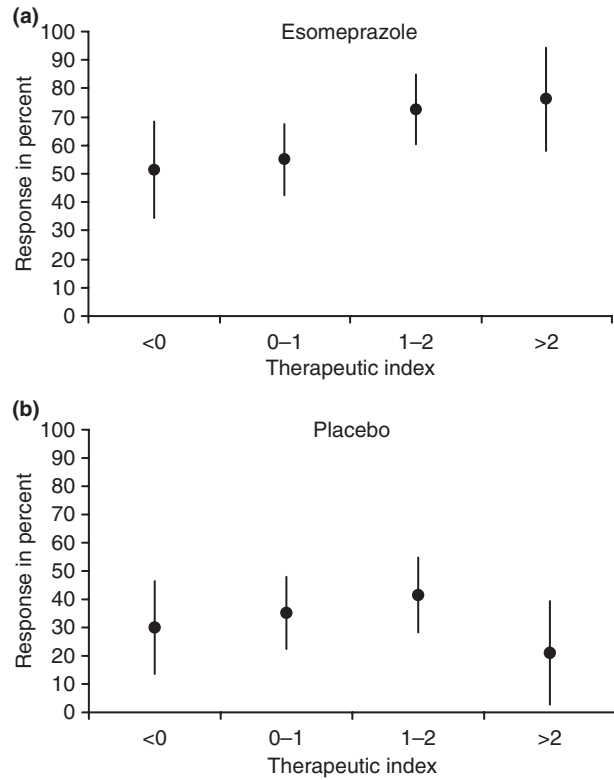 (a)
Esomeprazole
Response in percent
100
90
80
70
60
50
40
30
20
10
0
<0 0–1 1–2 >2
Therapeutic index
(b)
Placebo
Response in percent
100
90
80
70
60
50
40
30
20
10
0
<0 0–1 1–2 >2
Therapeutic index